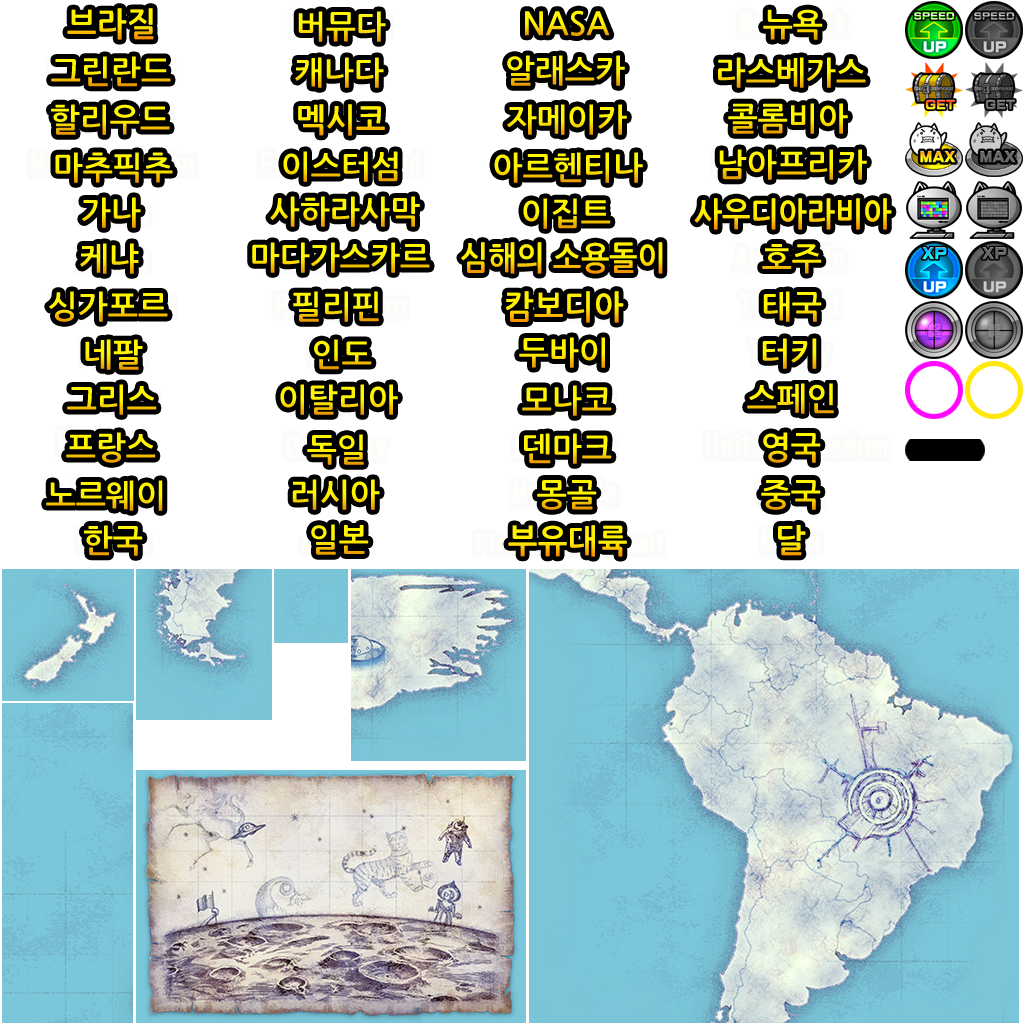 브라질 버뮤다 NASA 뉴욕
그린란드 캐나다 알래스카 라스베가스
할리우드 멕시코 자메이카 콜롬비아
마추픽추 이스터섬 아르헨티나 남아프리카
가나 사하라사막 이집트 사우디아라비아
케냐 마다가스카르 심해의 소용돌이 호주
싱가포르 필리핀 캄보디아 태국
네팔 인도 두바이 터키
그리스 이탈리아 모나코 스페인
프랑스 독일 덴마크 영국
노르웨이 러시아 몽골 중국
한국 일본 부유대륙 달
SPEED UP SPEED UP
GET GET
MAX MAX
XP UP XP UP